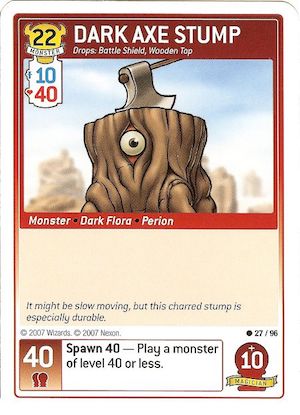 22
MONSTER
DARK AXE STUMP
Drops: Battle Shield, Wooden Top
10
40
Monster • Dark Flora • Perion
It might be slow moving, but this charred stump is
especially durable.
© 2007 Wizards. © 2007 Nexon.
27 / 96
40
Spawn 40 — Play a monster
of level 40 or less.
+
10
MAGICIAN